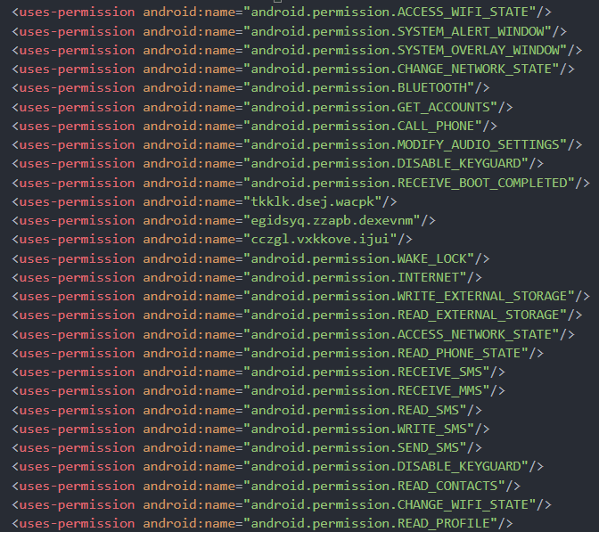 <uses-permission android:name="android.permission.ACCESS_WIFI_STATE"/>
<uses-permission android:name="android.permission.SYSTEM_ALERT_WINDOW"/>
<uses-permission android:name="android.permission.SYSTEM_OVERLAY_WINDOW"/>
<uses-permission android:name="android.permission.CHANGE_NETWORK_STATE"/>
<uses-permission android:name="android.permission.BLUETOOTH"/>
<uses-permission android:name="android.permission.GET_ACCOUNTS"/>
<uses-permission android:name="android.permission.CALL_PHONE"/>
<uses-permission android:name="android.permission.MODIFY_AUDIO_SETTINGS"/>
<uses-permission android:name="android.permission.DISABLE_KEYGUARD"/>
<uses-permission android:name="android.permission.RECEIVE_BOOT_COMPLETED"/>
<uses-permission android:name="tkklk.dsej.wacpk"/>
<uses-permission android:name="egidsyq.zzapb.dexevnm"/>
<uses-permission android:name="cczgl.vxkkove.ijui"/>
<uses-permission android:name="android.permission.WAKE_LOCK"/>
<uses-permission android:name="android.permission.INTERNET"/>
<uses-permission android:name="android.permission.WRITE_EXTERNAL_STORAGE"/>
<uses-permission android:name="android.permission.READ_EXTERNAL_STORAGE"/>
<uses-permission android:name="android.permission.ACCESS_NETWORK_STATE"/>
<uses-permission android:name="android.permission.READ_PHONE_STATE"/>
<uses-permission android:name="android.permission.RECEIVE_SMS"/>
<uses-permission android:name="android.permission.RECEIVE_MMS"/>
<uses-permission android:name="android.permission.READ_SMS"/>
<uses-permission android:name="android.permission.WRITE_SMS"/>
<uses-permission android:name="android.permission.SEND_SMS"/>
<uses-permission android:name="android.permission.DISABLE_KEYGUARD"/>
<uses-permission android:name="android.permission.READ_CONTACTS"/>
<uses-permission android:name="android.permission.CHANGE_WIFI_STATE"/>
<uses-permission android:name="android.permission.READ_PROFILE"/>